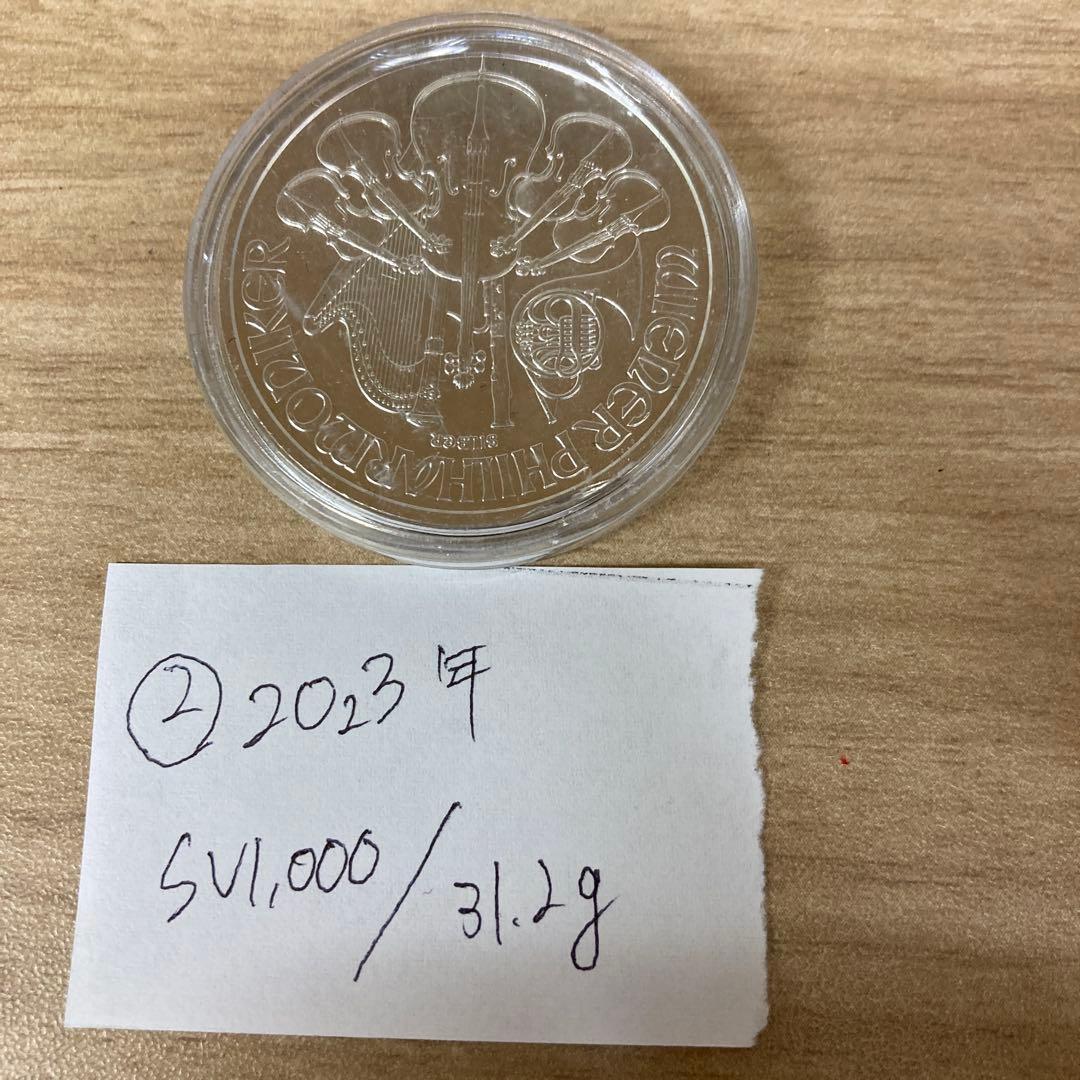 WIENER PHILHARMONIKER
SILBER
② 2023年
SV1,000/31.2g